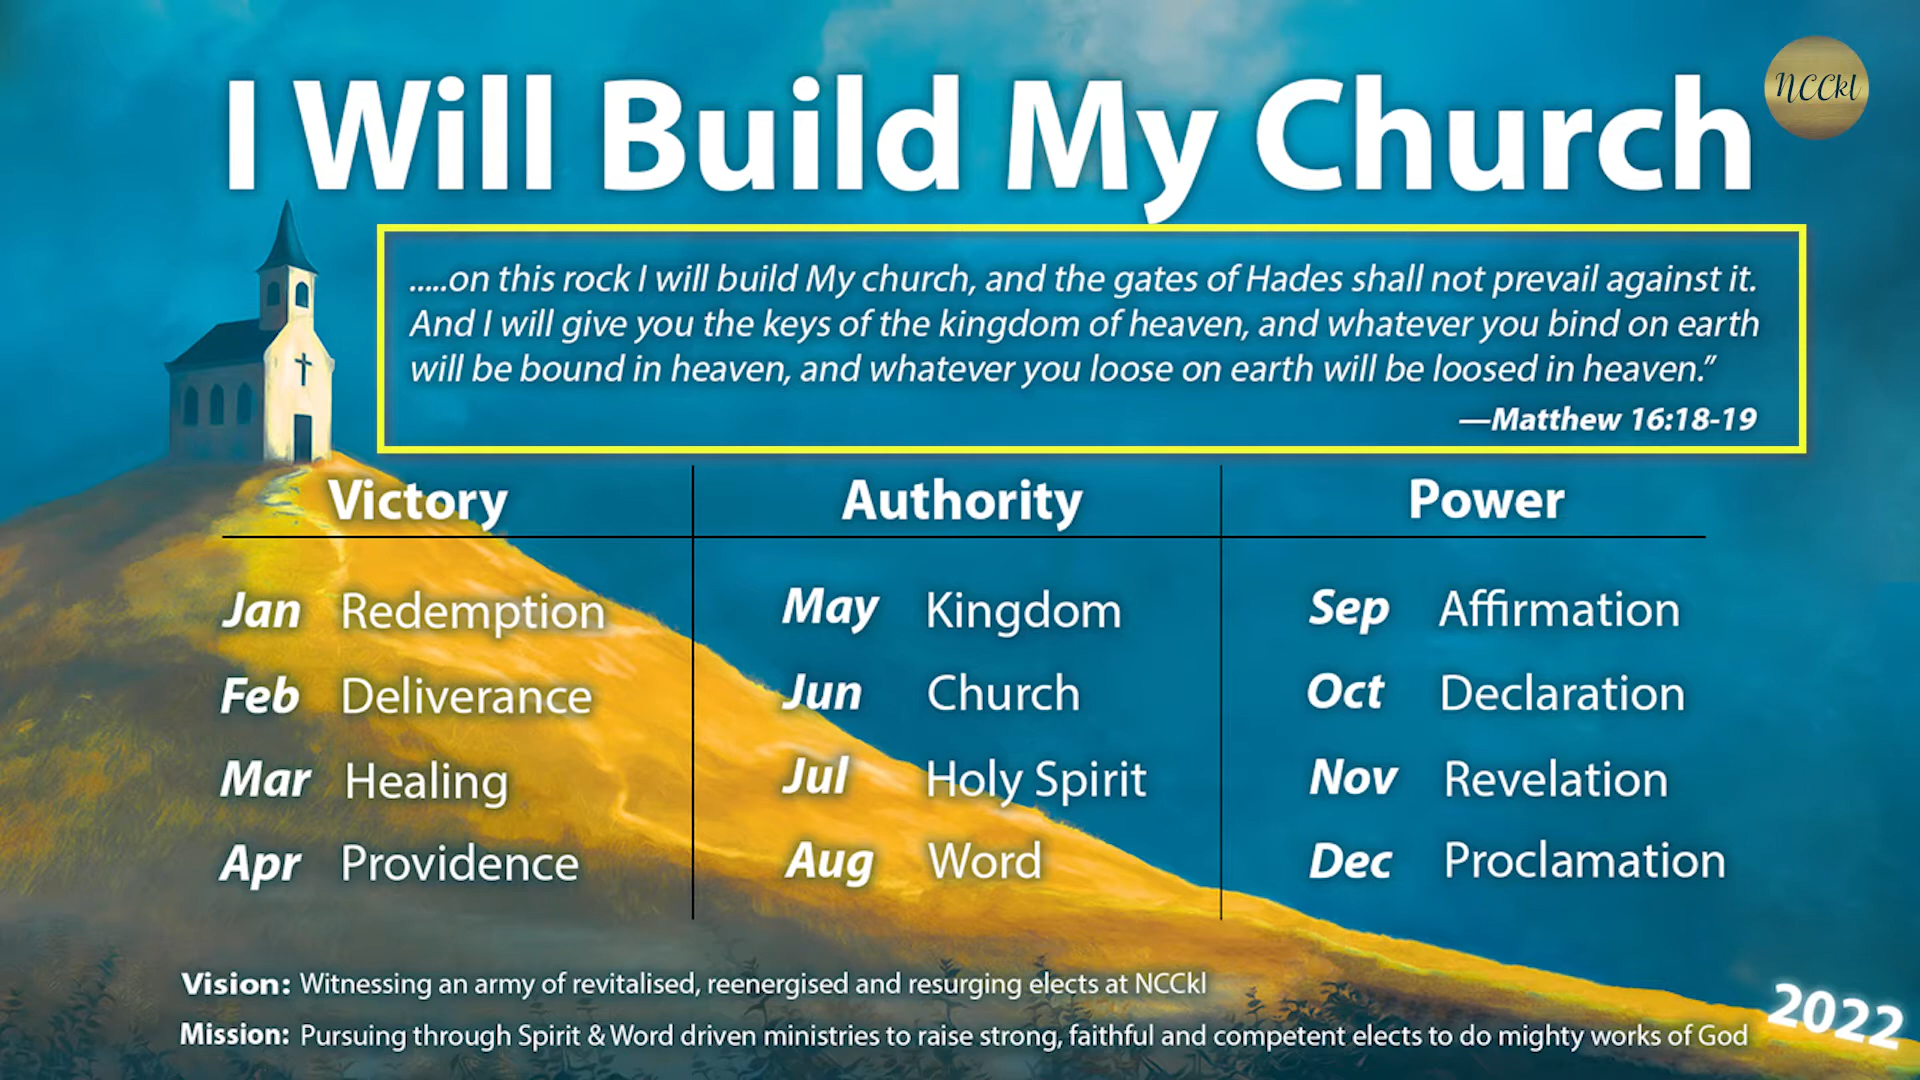 I Will Build My Church
NCCkl
.....on this rock I will build My church, and the gates of Hades shall not prevail against it.
And I will give you the keys of the kingdom of heaven, and whatever you bind on earth
will be bound in heaven, and whatever you loose on earth will be loosed in heaven.”
—Matthew 16:18-19
Victory Authority Power
Jan Redemption May Kingdom Sep Affirmation
Feb Deliverance Jun Church Oct Declaration
Mar Healing Jul Holy Spirit Nov Revelation
Apr Providence Aug Word Dec Proclamation
Vision: Witnessing an army of revitalised, reenergised and resurging elects at NCCkl
Mission: Pursuing through Spirit & Word driven ministries to raise strong, faithful and competent elects to do mighty works of God
2022